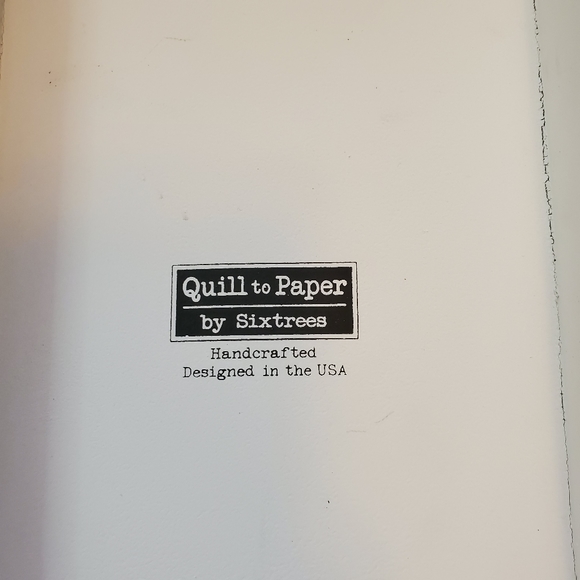 Quill to Paper
by Sixtrees
Handcrafted
Designed in the USA